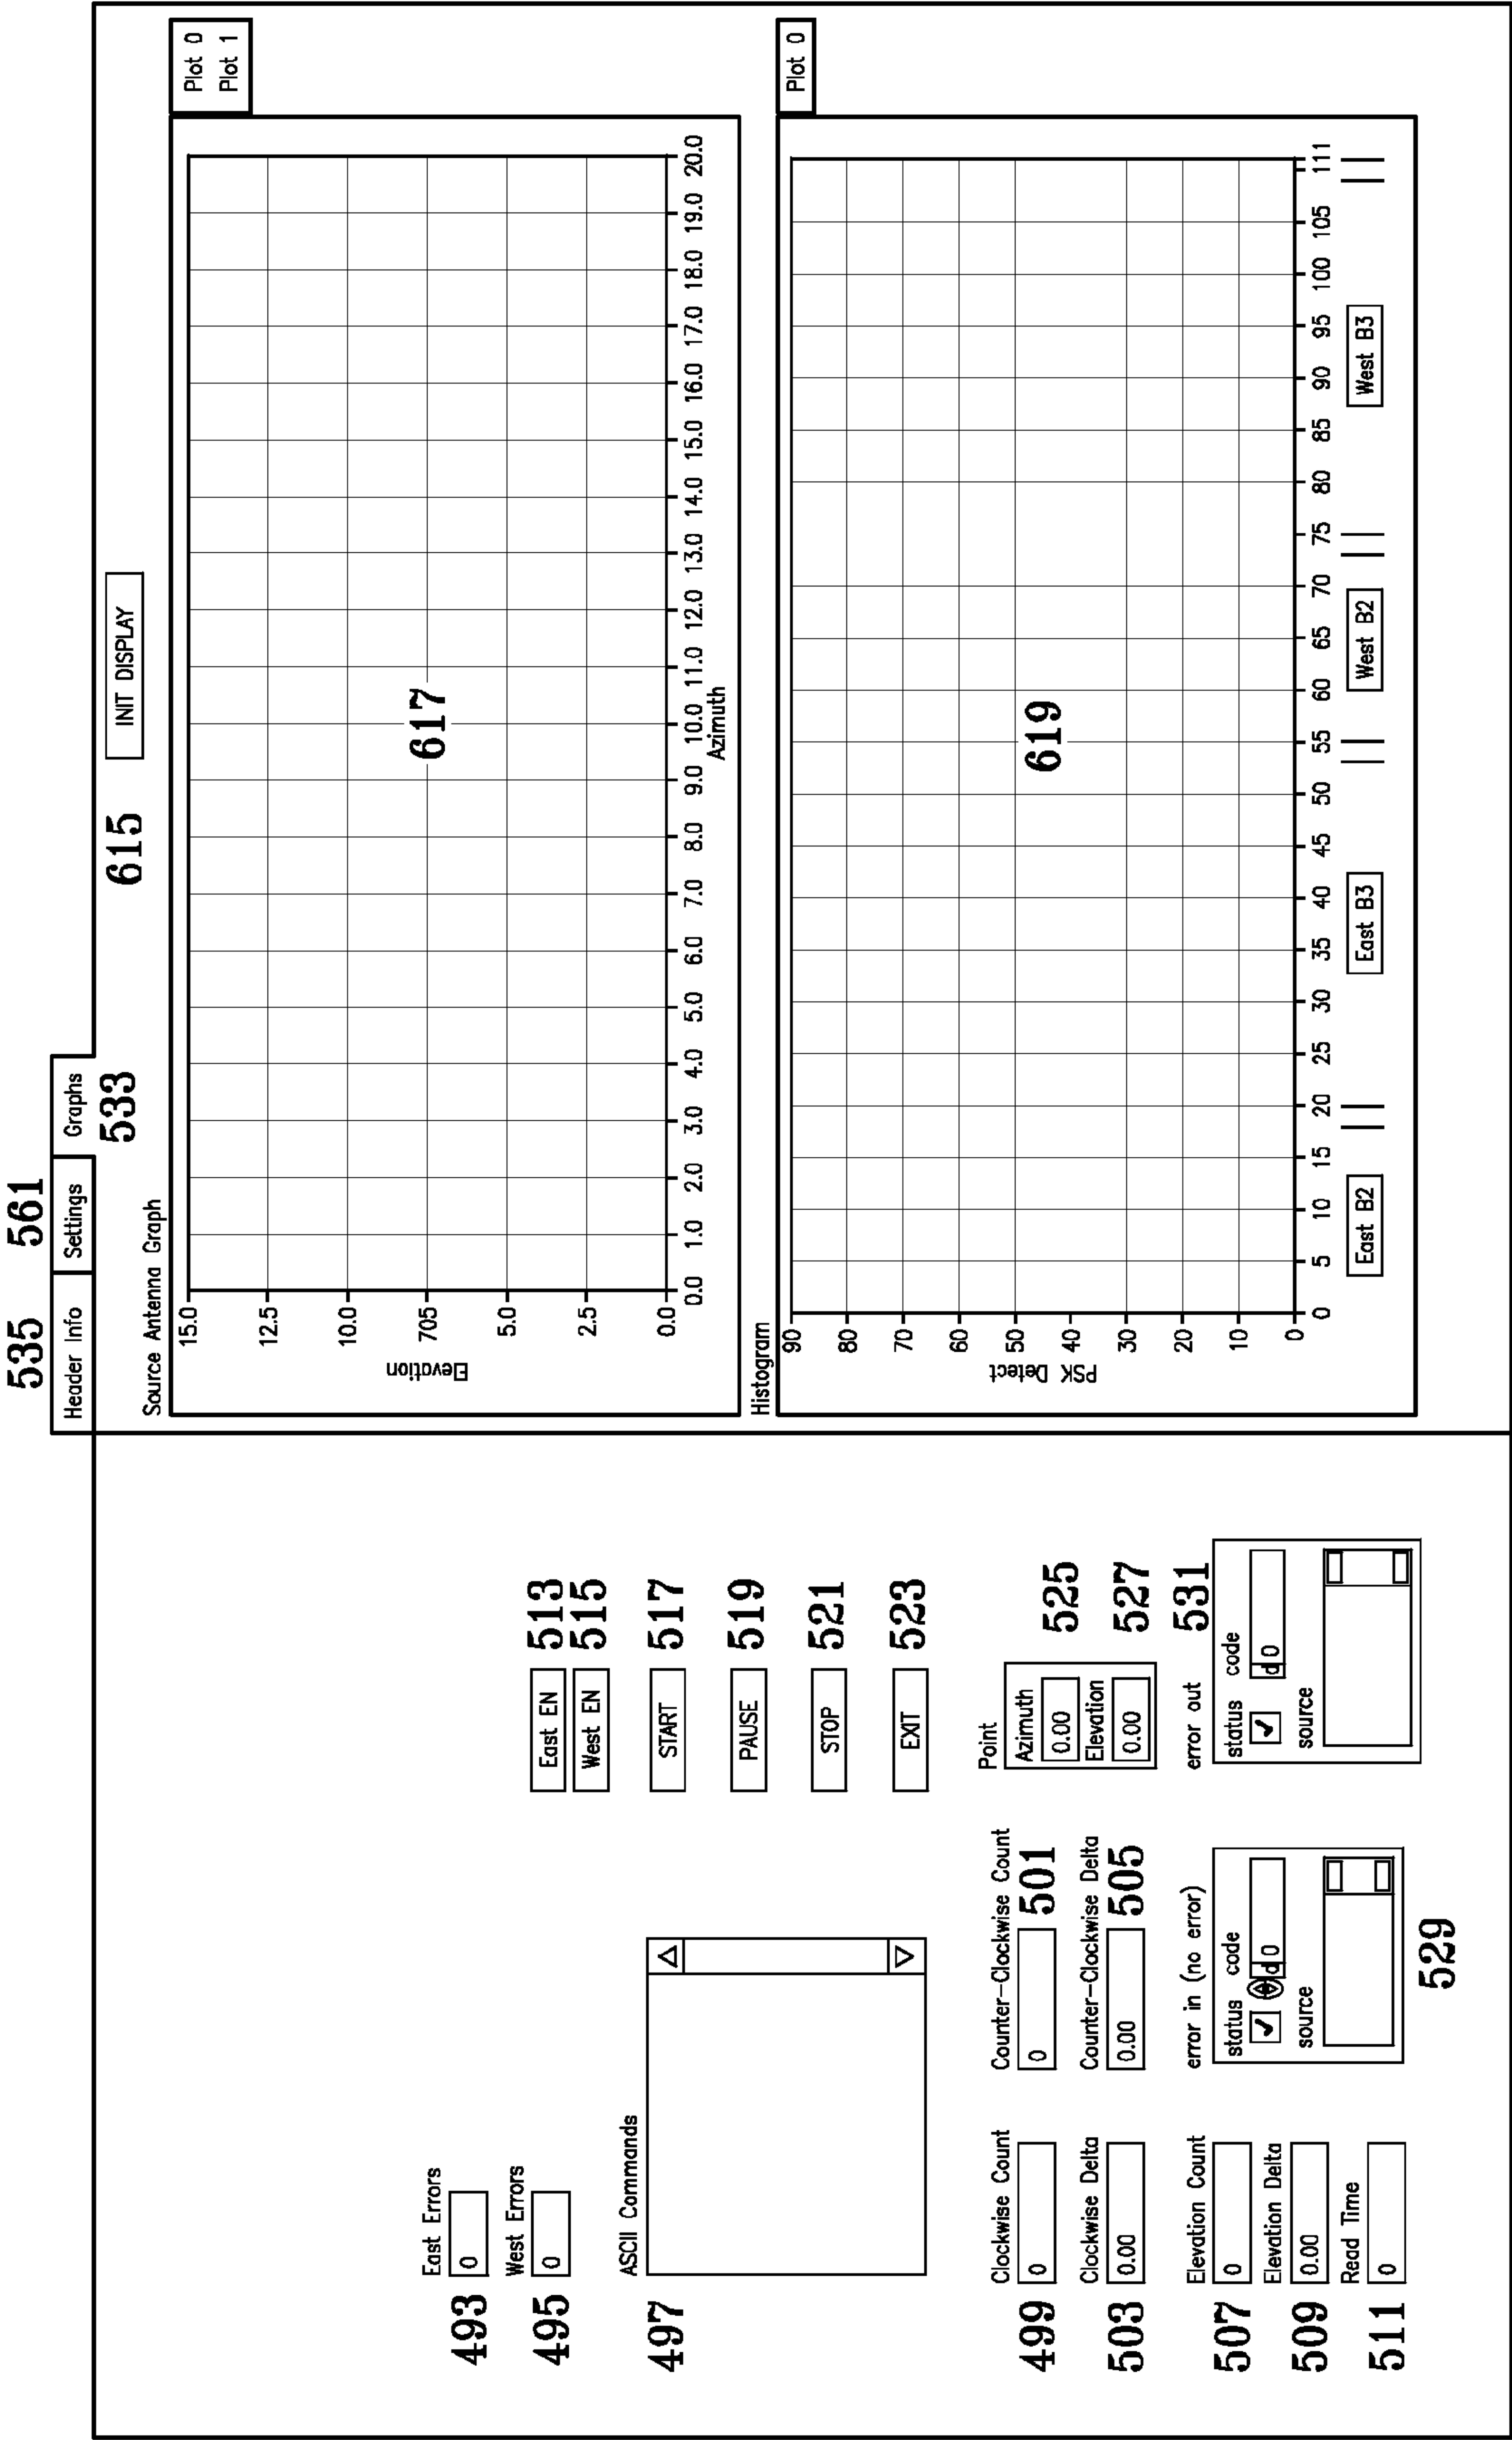 535 561
Header Info Settings Graphs
533
615 INIT DISPLAY
Source Antenna Graph
Plot 0
Plot 1
15.0
12.5
10.0
705
5.0
2.5
0.0
Elevation
617
0.0 1.0 2.0 3.0 4.0 5.0 6.0 7.0 8.0 9.0 10.0 11.0 12.0 13.0 14.0 15.0 16.0 17.0 18.0 19.0 20.0
Azimuth
Histogram
Plot 0
90
80
70
60
50
40
30
20
10
0
PSK Detect
619
0 5 10 15 20 25 30 35 40 45 50 55 60 65 70 75 80 85 90 95 100 105 111
East B2 East B3 West B2 West B3
East Errors
493 0
West Errors
495 0
East EN 513
West EN 515
ASCII Commands
497
START 517
PAUSE 519
STOP 521
EXIT 523
Clockwise Count
499 0
Counter-Clockwise Count
0 501
Clockwise Delta
503 0.00
Counter-Clockwise Delta
0.00 505
Point
Azimuth
0.00 525
Elevation
0.00 527
Elevation Count
507 0
Elevation Delta
509 0.00
Read Time
511 0
error in (no error)
status code
d 0
source
529
error out 531
status code
d 0
source